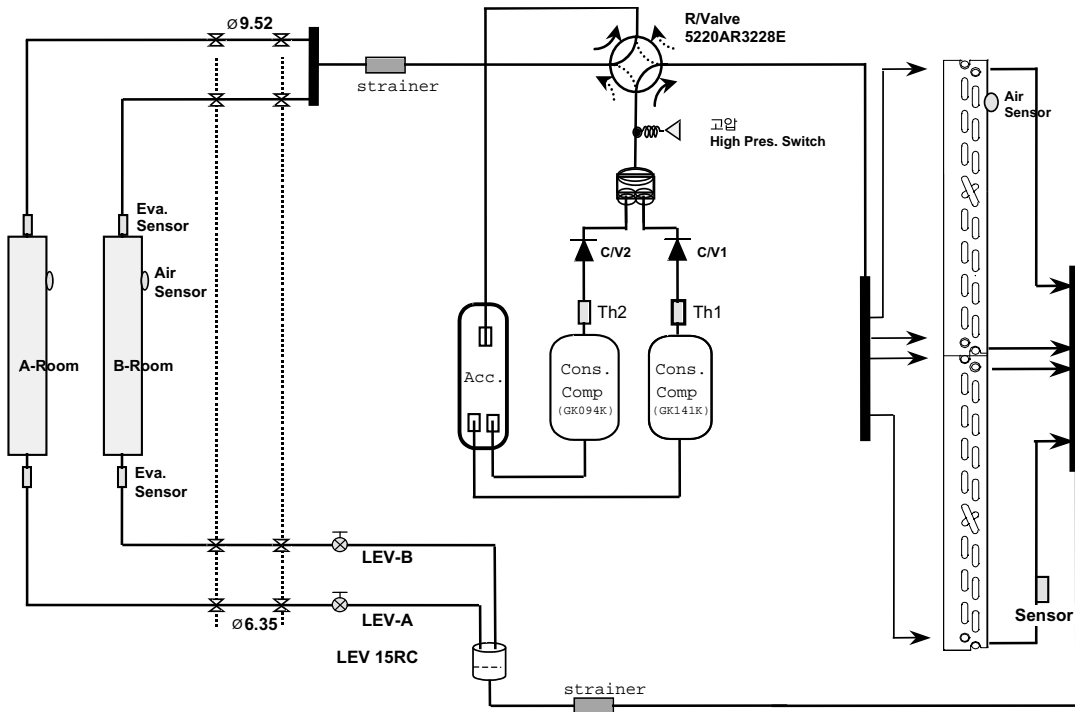 Ø9.52
R/Valve
5220AR3228E
strainer
고압
High Pres. Switch
Air
Sensor
Eva.
Sensor
Air
Sensor
C/V2
C/V1
Th2
Th1
A-Room
B-Room
Acc.
Cons.
Comp
(GK094K)
Cons.
Comp
(GK141K)
Eva.
Sensor
LEV-B
LEV-A
Ø6.35
Sensor
LEV 15RC
strainer